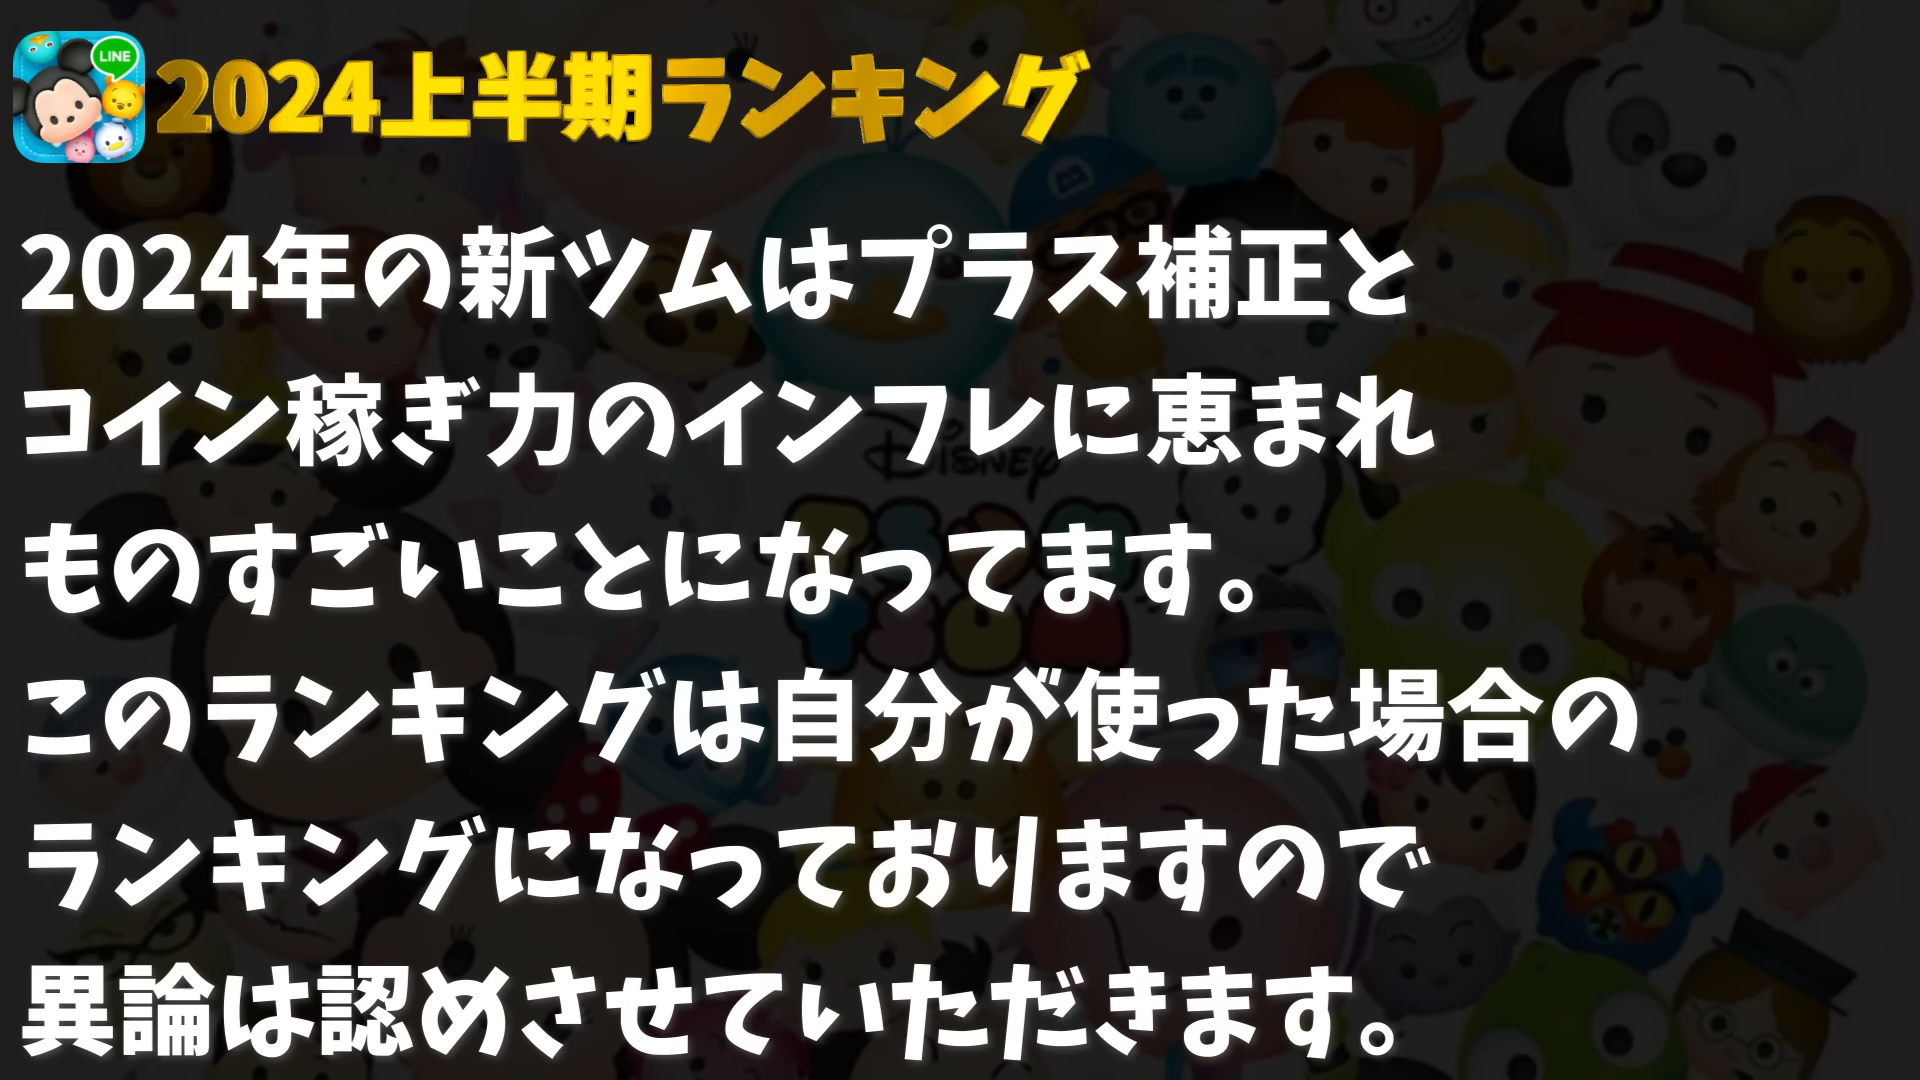 LINE
2024上半期ランキング
2024年の新ツムはプラス補正と
コイン稼ぎ力のインフレに恵まれ
ものすごいことになってます。
Disney
TSUM
TSUM
このランキングは自分が使った場合の
ランキングになっておりますので
異論は認めさせていただきます。